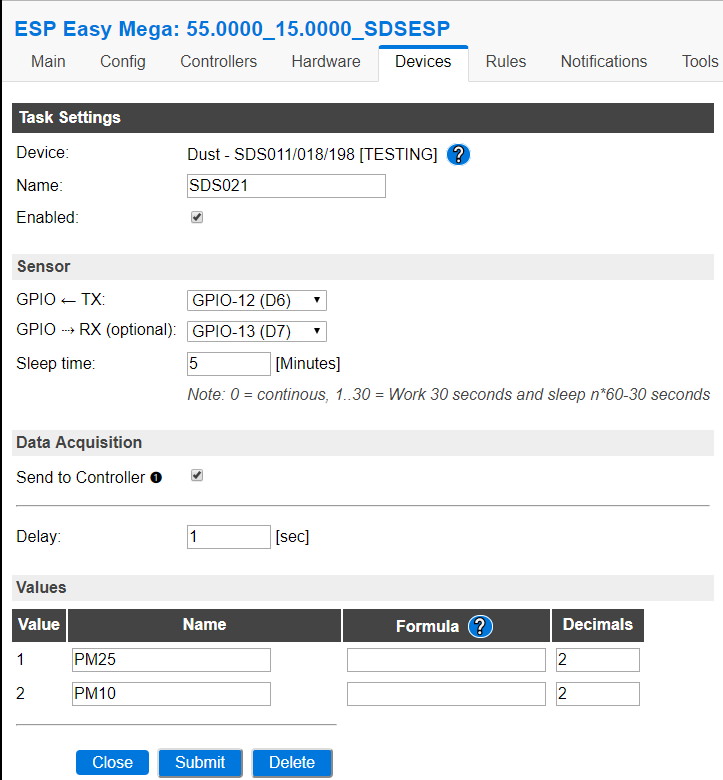 ESP Easy Mega: 55.0000_15.0000_SDSESP
Main Config Controllers Hardware Devices Rules Notifications Tools
Task Settings
Device: Dust - SDS011/018/198 [TESTING] ?
Name: SDS021
Enabled:
Sensor
GPIO ← TX: GPIO-12 (D6)
GPIO ⇢ RX (optional): GPIO-13 (D7)
Sleep time: 5 [Minutes]
Note: 0 = continous, 1..30 = Work 30 seconds and sleep n*60-30 seconds
Data Acquisition
Send to Controller ❶
Delay: 1 [sec]
Values
Value Name Formula ? Decimals
1 PM25 2
2 PM10 2
Close Submit Delete